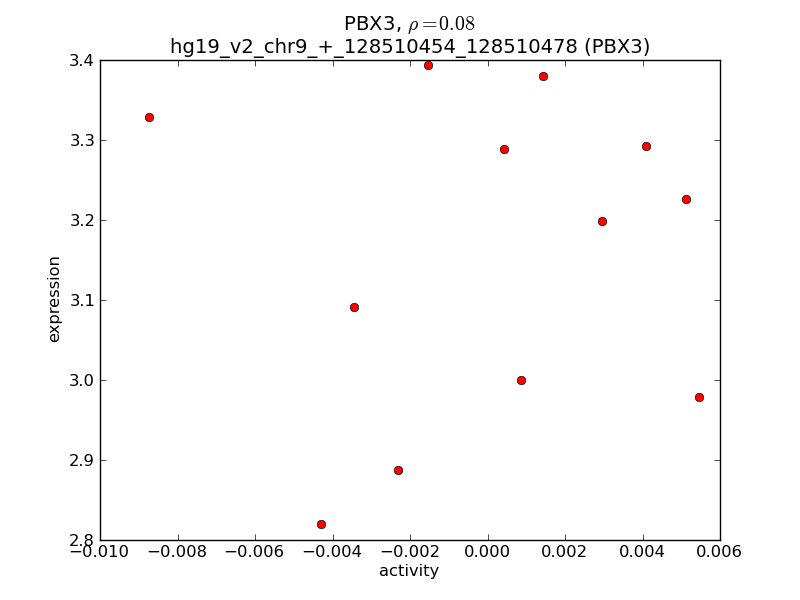 PBX3, ρ=0.08
hg19_v2_chr9_+_128510454_128510478 (PBX3)
3.4
3.3
3.2
3.1
3.0
2.9
2.8
expression
−0.010 −0.008 −0.006 −0.004 −0.002 0.000 0.002 0.004 0.006
activity